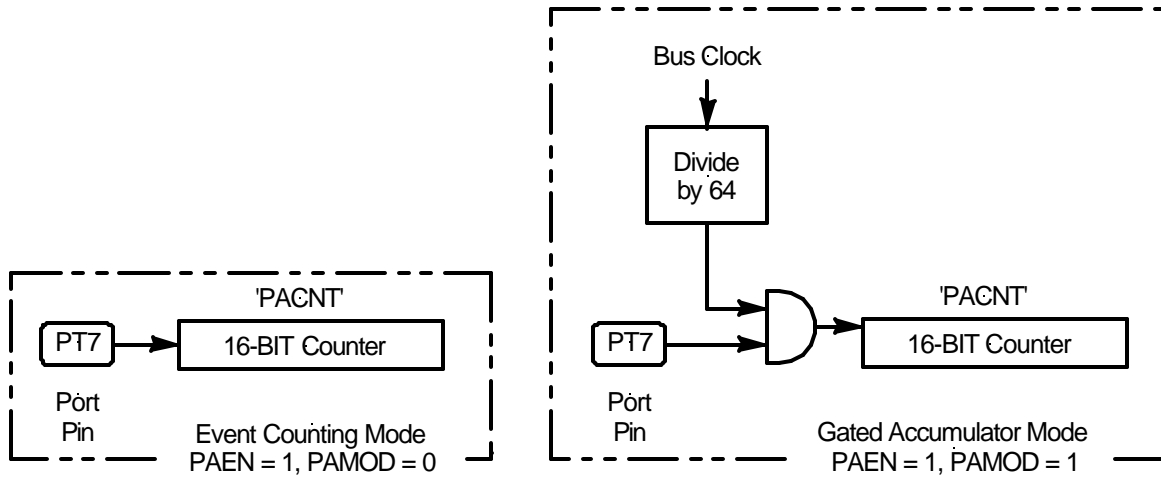 'PACNT'
PT7
16-BIT Counter
Port
Pin
Event Counting Mode
PAEN = 1, PAMOD = 0
Bus Clock
Divide
by 64
'PACNT'
PT7
16-BIT Counter
Port
Pin
Gated Accumulator Mode
PAEN = 1, PAMOD = 1